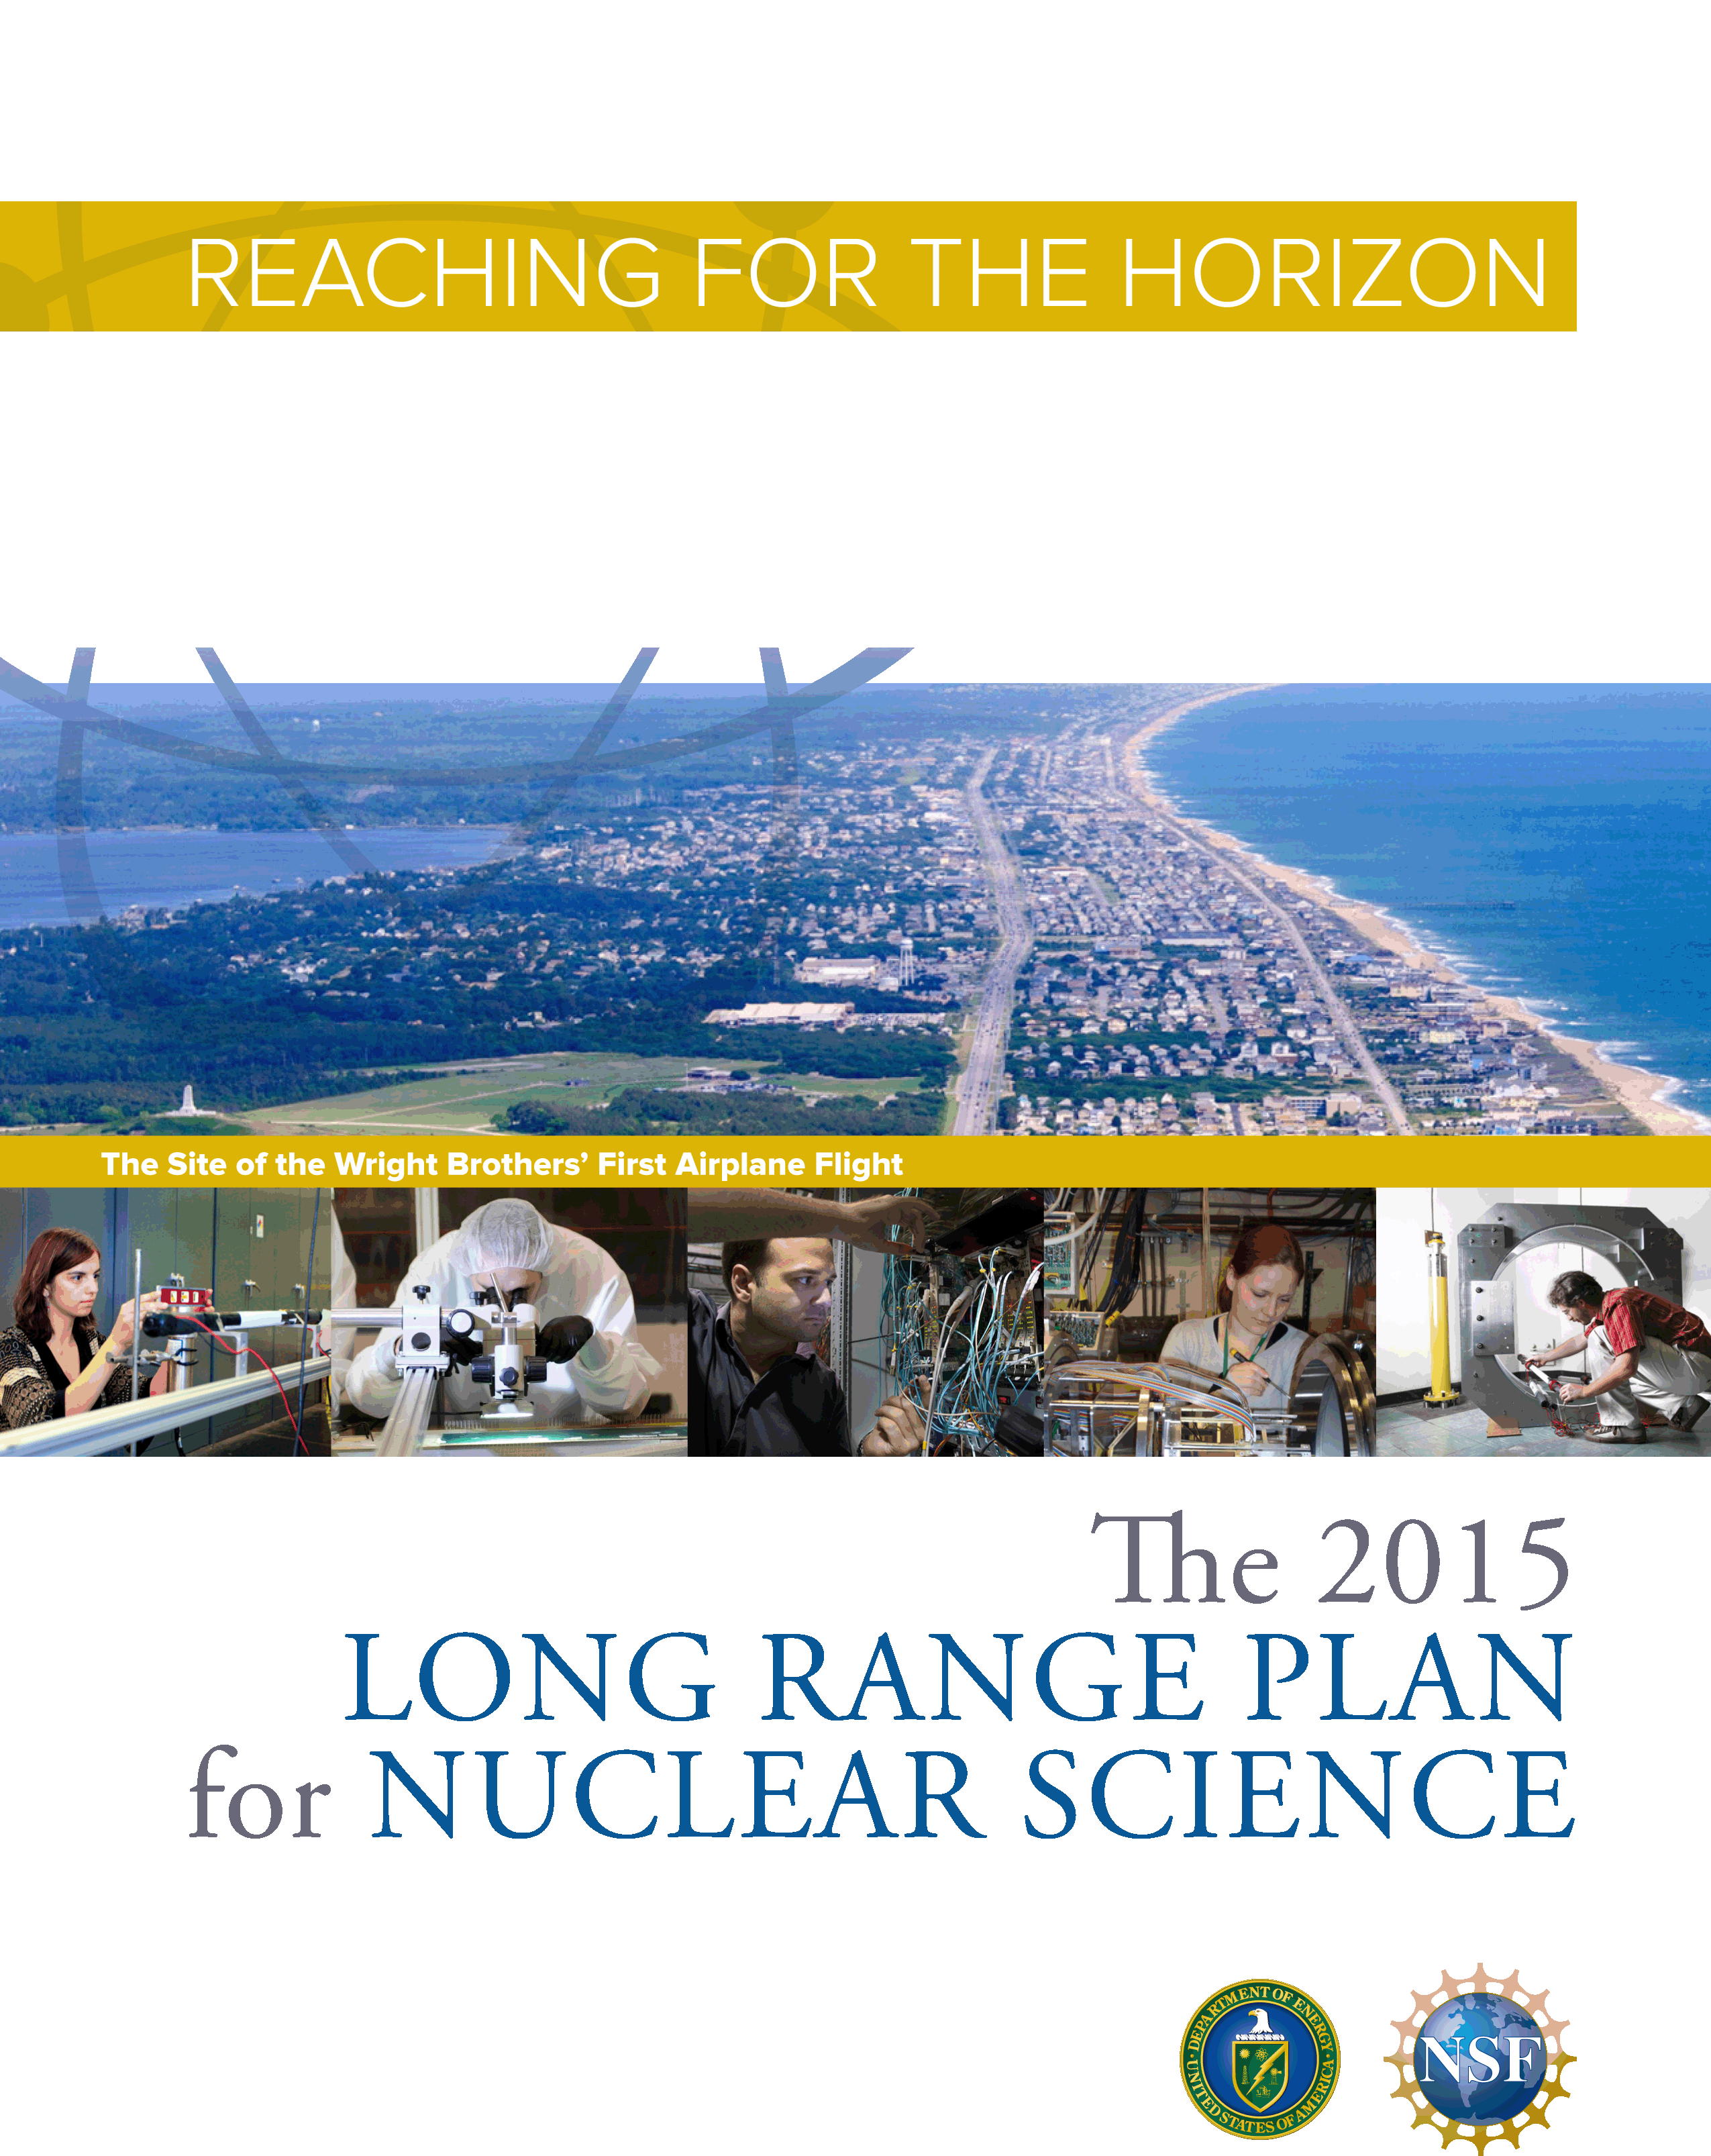 REACHING FOR THE HORIZON
The Site of the Wright Brothers’ First Airplane Flight
The 2015
LONG RANGE PLAN
for NUCLEAR SCIENCE
DEPARTMENT OF ENERGY
UNITED STATES OF AMERICA
NSF